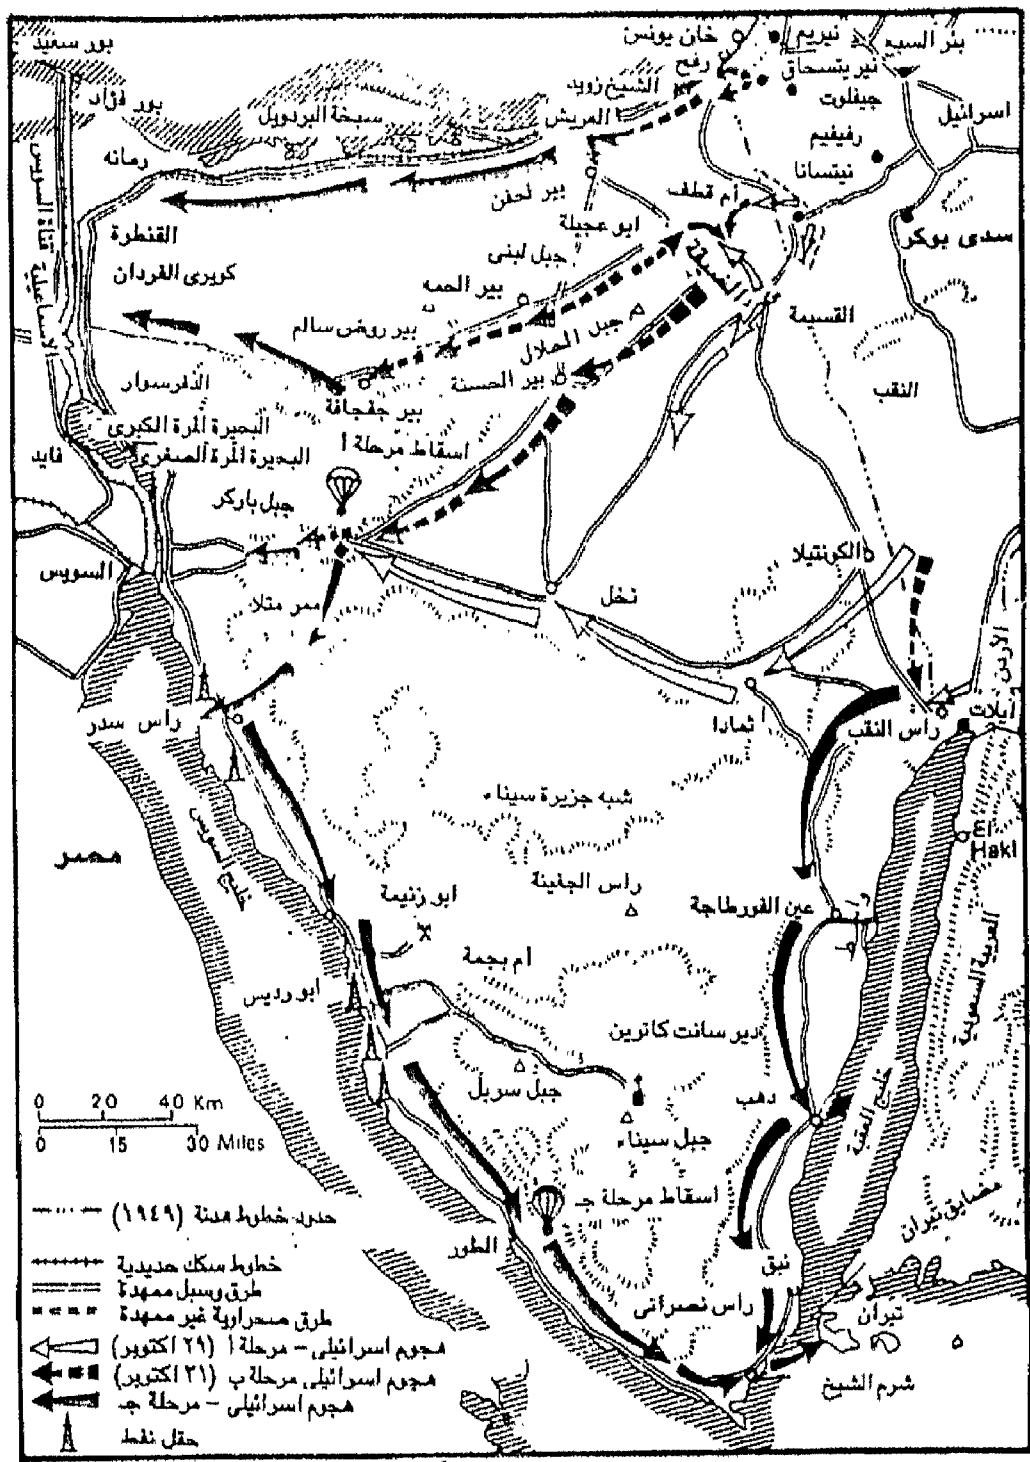 بور سعيد
بور فؤاد
خان يونس
نيريم
بئر السبع
رفح
نير يتسحاق
الشيخ زويد
جيفلوت
اسرائيل
سبخة البردويل
العريش
رفيفيم
رمانه
نيتسانا
أم قطف
بير لحفن
ابو عجيلة
سدى بوكر
القنطرة
جبل لبنى
كوبرى الفردان
بير الحمه
القسيمة
بير روض سالم
جبل الحلال
الاسماعيلية
قناة السويس
النقب
الدفرسوار
بير الحسنة
بير جفجافة
البحيرة المرة الكبرى
اسقاط مرحلة أ
البحيرة المرة الصغرى
فايد
جبل باركر
السويس
الكونتيلا
نخل
ممر متلا
الأردن
ايلات
راس سدر
ثمادا
راس النقب
شبه جزيرة سيناء
El Hakl
مصر
خليج السويس
راس الجفينة
ابو زنيمة
عين الفورطاجة
أم بجمة
العربية السعودية
ابو رديس
دير سانت كاترين
جبل سربل
دهب
خليج العقبة
جبل سيناء
اسقاط مرحلة جـ
مضايق تيران
الطور
نبق
راس نصرانى
تيران
شرم الشيخ
0 20 40 Km
0 15 30 Miles
حدود خطوط هدنة (١٩٤٩)
خطوط سكك حديدية
طرق وسبل ممهدة
طرق صحراوية غير ممهدة
هجوم اسرائيلى - مرحلة أ (٢٩ اكتوبر)
هجوم اسرائيلى مرحلة ب (٣١ اكتوبر)
هجوم اسرائيلى - مرحلة جـ
حقل نفط